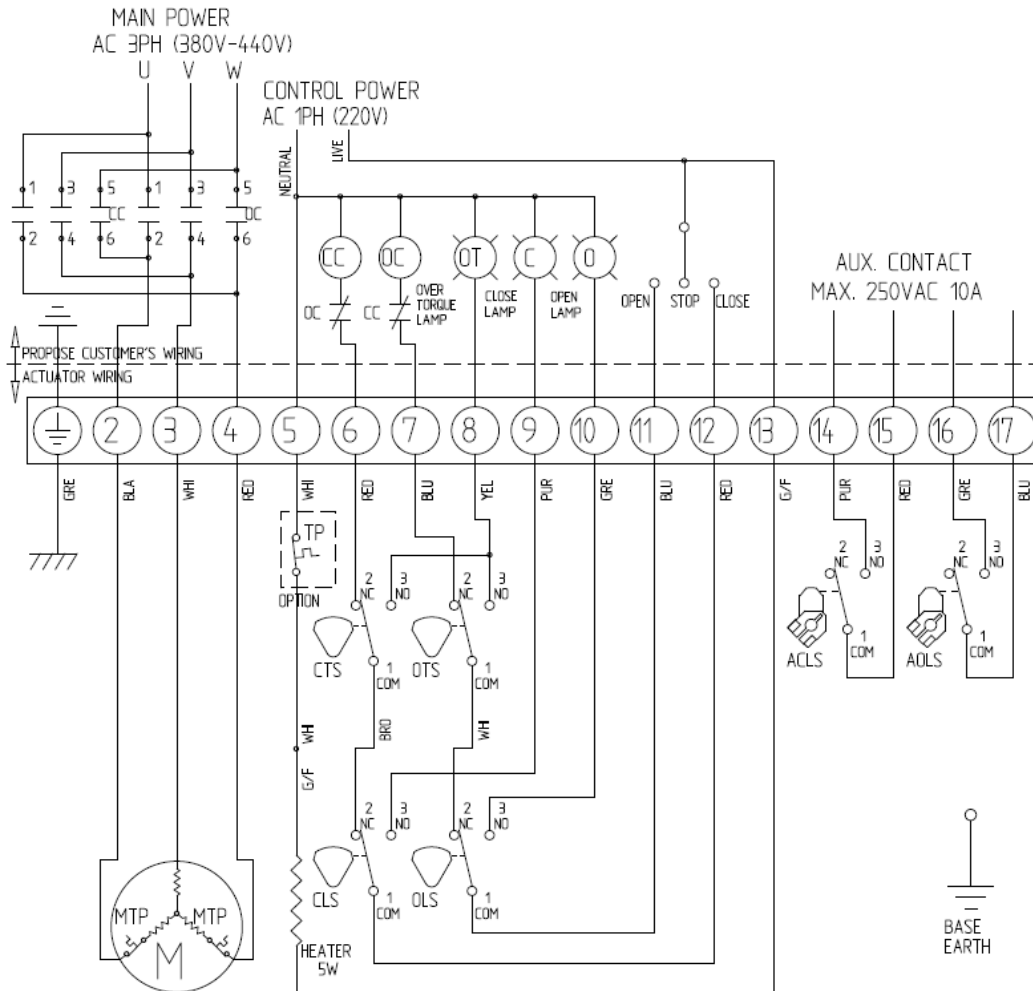 MAIN POWER
AC 3PH (380V-440V)
U V W
CONTROL POWER
AC 1PH (220V)
NEUTRAL
LIVE
1 3 5 1 3 5
CC OC
2 4 6 2 4 6
CC OC OT C O
OC CC
OVER
TORQUE
LAMP
CLOSE
LAMP
OPEN
LAMP
OPEN STOP CLOSE
AUX. CONTACT
MAX. 250VAC 10A
PROPOSE CUSTOMER'S WIRING
ACTUATOR WIRING
2 3 4 5 6 7 8 9 10 11 12 13 14 15 16 17
GRE BLA WHI RED WHI RED BLU YEL PUR GRE BLU RED G/F PUR RED GRE BLU
TP
OPTION
2 NC 3 NO
CTS
1 COM
2 NC 3 NO
OTS
1 COM
2 NC 3 NO
ACLS
1 COM
2 NC 3 NO
AOLS
1 COM
WHI
G/F
BRO
WH
2 NC 3 NO
CLS
1 COM
2 NC 3 NO
OLS
1 COM
HEATER
5W
MTP MTP
M
BASE
EARTH